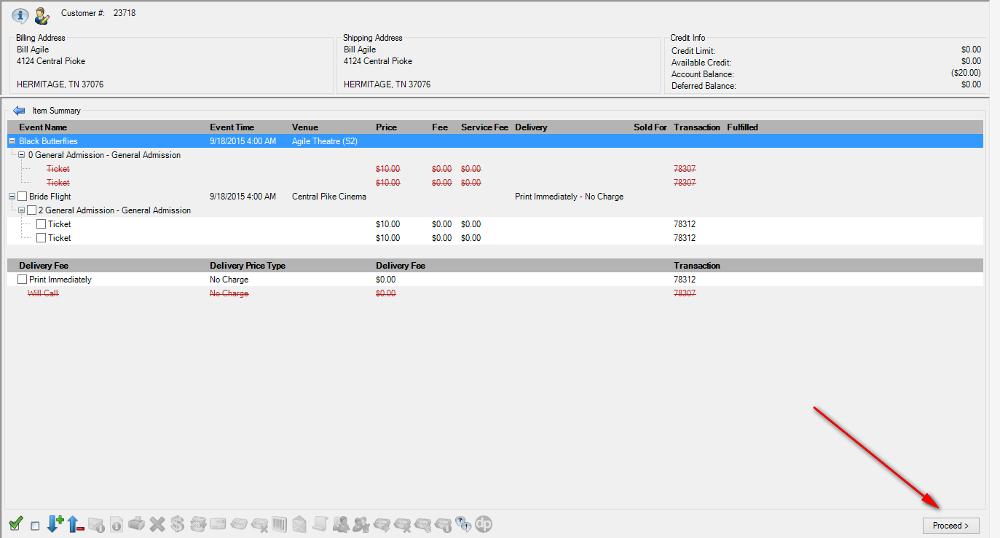 Customer #: 23718
Billing Address
Bill Agile
4124 Central Pioke
HERMITAGE, TN 37076
Shipping Address
Bill Agile
4124 Central Pioke
HERMITAGE, TN 37076
Credit Info
Credit Limit: $0.00
Available Credit: $0.00
Account Balance: ($20.00)
Deferred Balance: $0.00
Item Summary
Event Name Event Time Venue Price Fee Service Fee Delivery Sold For Transaction Fulfilled
Black Butterflies 9/18/2015 4:00 AM Agile Theatre (S2)
0 General Admission - General Admission
Ticket $10.00 $0.00 $0.00 78307
Ticket $10.00 $0.00 $0.00 78307
Bride Flight 9/18/2015 4:00 AM Central Pike Cinema Print Immediately - No Charge
2 General Admission - General Admission
Ticket $10.00 $0.00 $0.00 78312
Ticket $10.00 $0.00 $0.00 78312
Delivery Fee Delivery Price Type Delivery Fee Transaction
Print Immediately No Charge $0.00 78312
Will Call No Charge $0.00 78307
dp
Proceed >